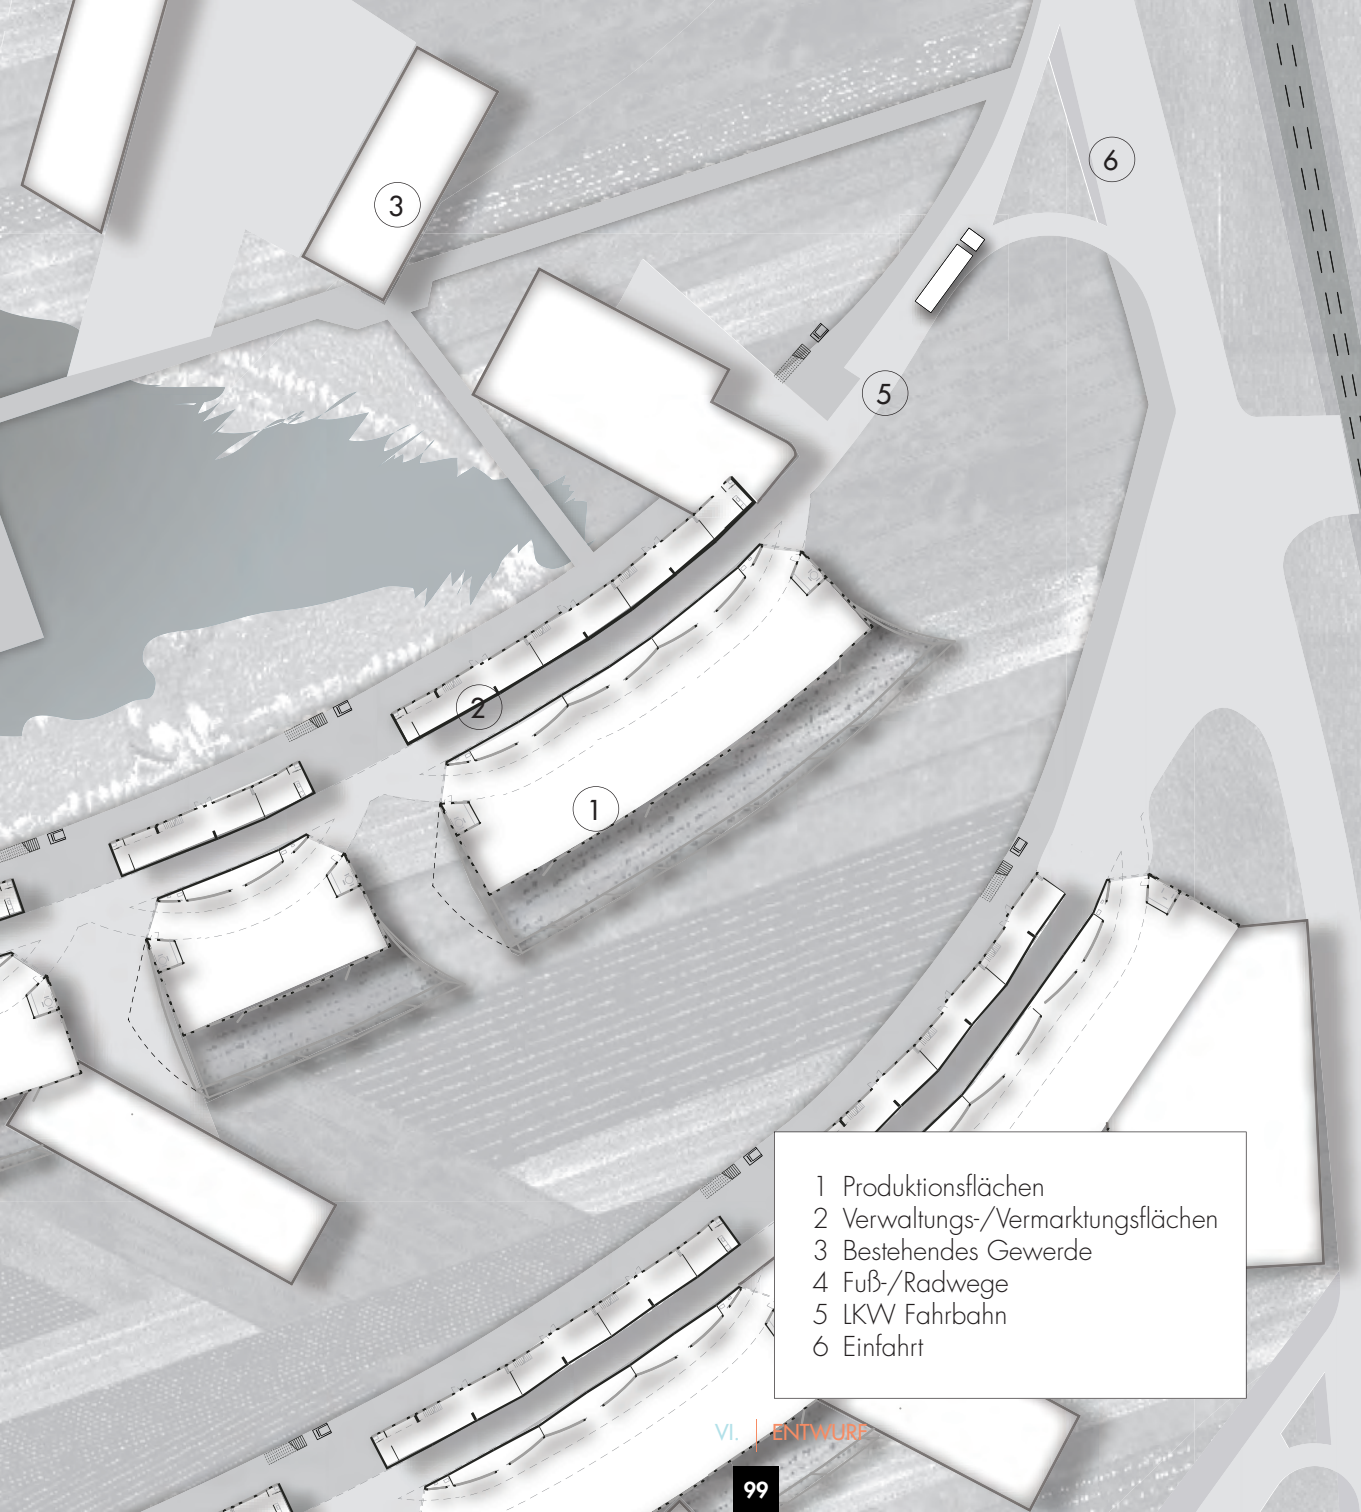 6
3
5
2
1
1 Produktionsflächen
2 Verwaltungs-/Vermarktungsflächen
3 Bestehendes Gewerde
4 Fuß-/Radwege
5 LKW Fahrbahn
6 Einfahrt
VI. | ENTWURF
99